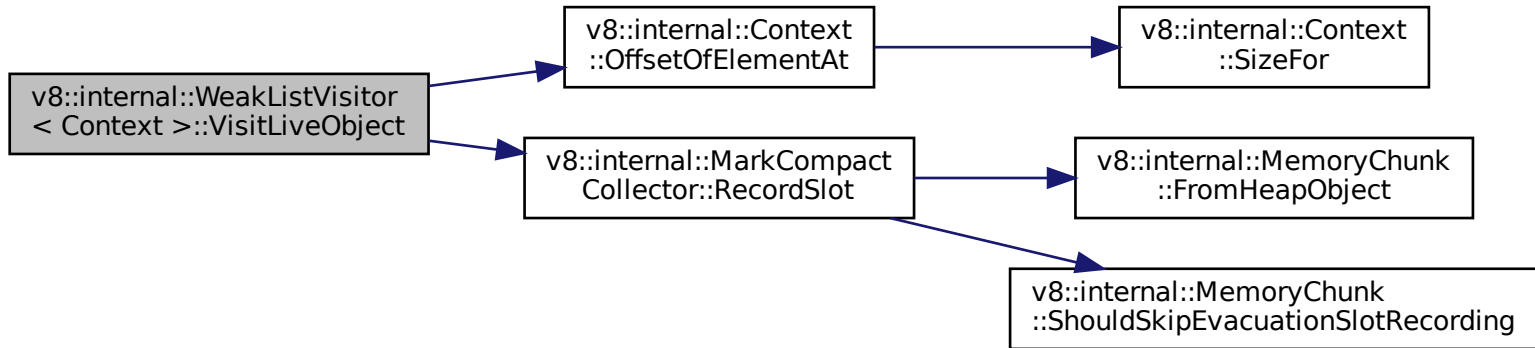 v8::internal::WeakListVisitor
< Context >::VisitLiveObject
v8::internal::Context
::OffsetOfElementAt
v8::internal::Context
::SizeFor
v8::internal::MarkCompact
Collector::RecordSlot
v8::internal::MemoryChunk
::FromHeapObject
v8::internal::MemoryChunk
::ShouldSkipEvacuationSlotRecording